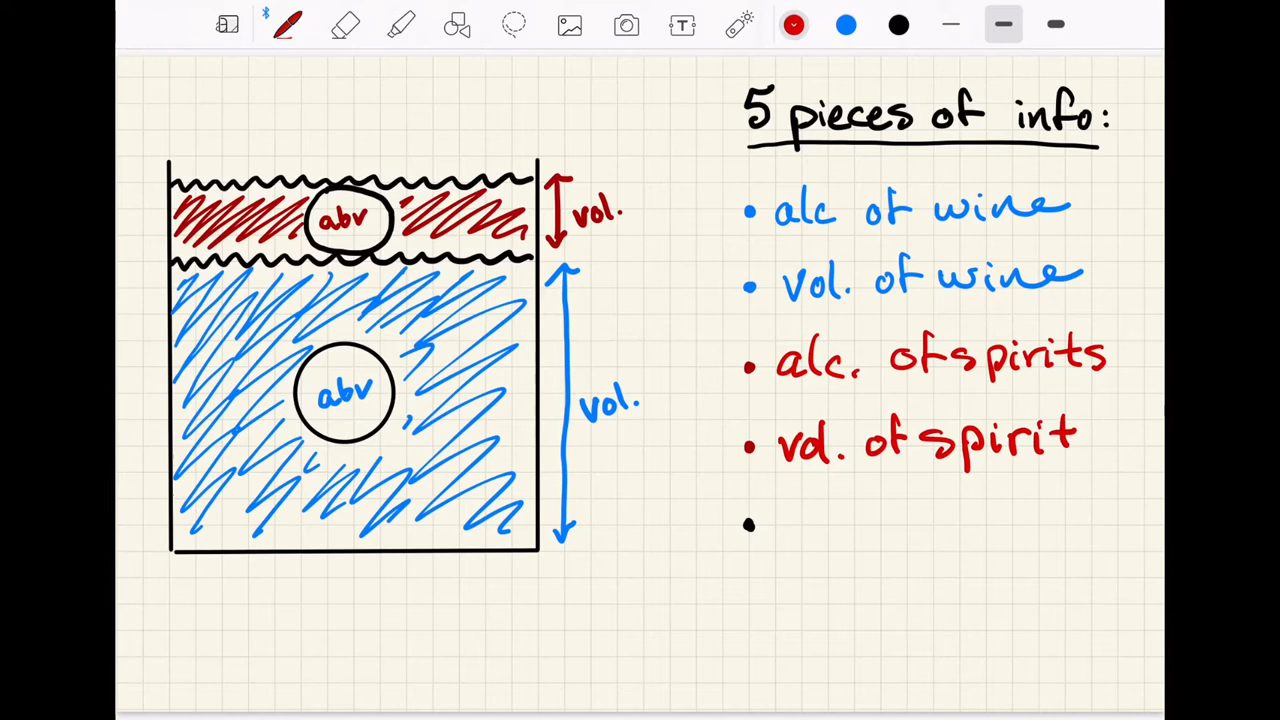 5 pieces of info:
• alc of wine
• vol. of wine
• alc. of spirits
• vol. of spirit
•
abv
vol.
abv
vol.